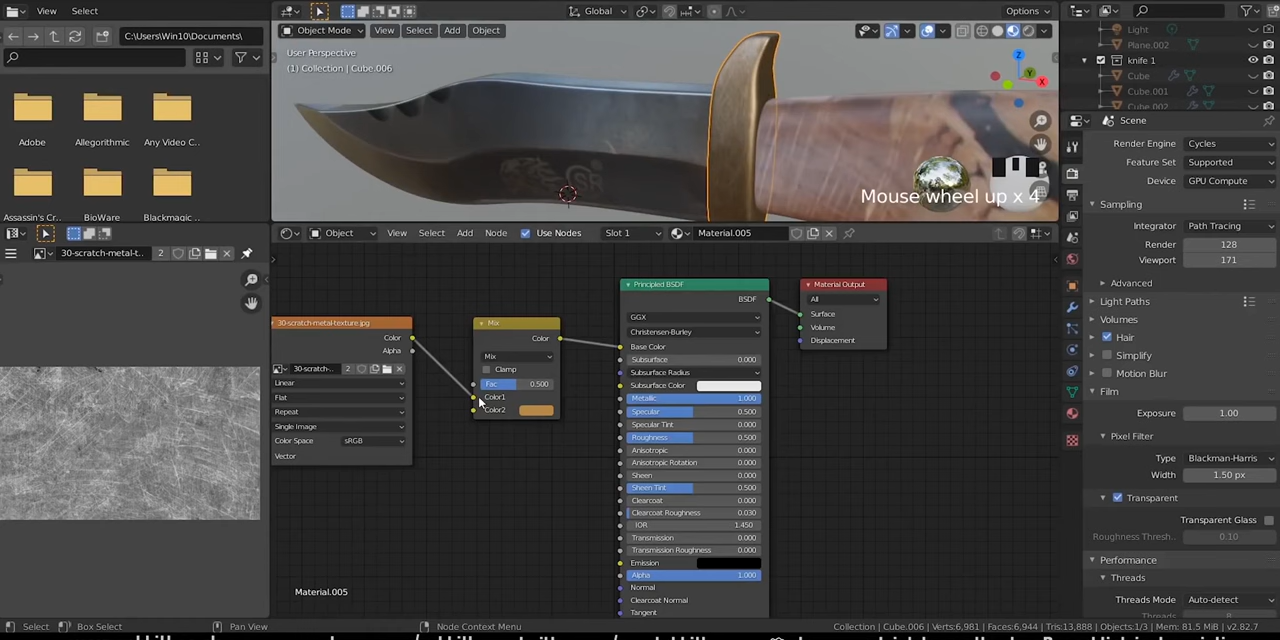 View Select
C:\Users\Win10\Documents\
Adobe Allegorithmic Any Video C..
Assassin's Cr.. BioWare Blackmagic ..
Global
Options
Object Mode View Select Add Object
User Perspective
(1) Collection | Cube.006
Z
Y
X
Mouse wheel up x 4
Light
Plane.002
knife 1
Cube
Cube.001
Cube.002
Scene
Render Engine Cycles
Feature Set Supported
Device GPU Compute
Sampling
Integrator Path Tracing
Render 128
Viewport 171
Advanced
Light Paths
Volumes
Hair
Simplify
Motion Blur
Film
Exposure 1.00
Pixel Filter
Type Blackman-Harris
Width 1.50 px
Transparent
Transparent Glass
Roughness Thresh.. 0.10
Performance
Threads
Threads Mode Auto-detect
30-scratch-metal-t.. 2
Object View Select Add Node Use Nodes Slot 1 Material.005
30-scratch-metal-texture.jpg
Color
Alpha
30-scratch-.. 2
Linear
Flat
Repeat
Single Image
Color Space sRGB
Vector
Mix
Color
Mix
Clamp
Fac 0.500
Color1
Color2
Principled BSDF
BSDF
GGX
Christensen-Burley
Base Color
Subsurface 0.000
Subsurface Radius
Subsurface Color
Metallic 1.000
Specular 0.500
Specular Tint 0.000
Roughness 0.500
Anisotropic 0.000
Anisotropic Rotation 0.000
Sheen 0.000
Sheen Tint 0.500
Clearcoat 0.000
Clearcoat Roughness 0.030
IOR 1.450
Transmission 0.000
Transmission Roughness 0.000
Emission
Alpha 1.000
Normal
Clearcoat Normal
Tangent
Material Output
All
Surface
Volume
Displacement
Material.005
Select Box Select Pan View Node Context Menu
Collection | Cube.006 | Verts:6,981 | Faces:6,944 | Tris:13,888 | Objects:1/3 | Mem: 81.5 MiB | v2.82.7